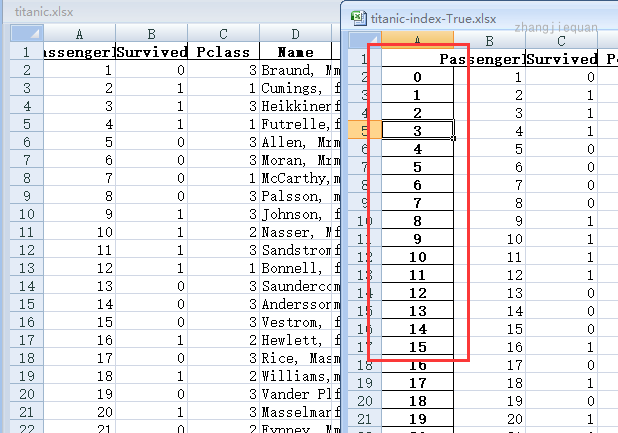 titanic.xlsx
A B C D
1 assengerI Survived Pclass Name
2 1 0 3 Braund, M m
3 2 1 1 Cumings, f
4 3 1 3 Heikkine f
5 4 1 1 Futrelle, f
6 5 0 3 Allen, Mr m
7 6 0 3 Moran, Mr m
8 7 0 1 McCarthy, m
9 8 0 3 Palsson, m
10 9 1 3 Johnson, f
11 10 1 2 Nasser, M f
12 11 1 3 Sandstrom f
13 12 1 1 Bonnell, f
14 13 0 3 Saunderco m
15 14 0 3 Andersson m
16 15 0 3 Vestrom, f
17 16 1 2 Hewlett, f
18 17 0 3 Rice, Mas m
19 18 1 2 Williams, m
20 19 0 3 Vander Pl f
21 20 1 3 Masselman f
22 21 0 2 Fynney, M m
titanic-index-True.xlsx
zhangjiequan
A B C
1 PassengerI Survived P
2 0 1 0
3 1 2 1
4 2 3 1
5 3 4 1
6 4 5 0
7 5 6 0
8 6 7 0
9 7 8 0
10 8 9 1
11 9 10 1
12 10 11 1
13 11 12 1
14 12 13 0
15 13 14 0
16 14 15 0
17 15 16 1
18 16 17 0
19 17 18 1
20 18 19 0
21 19 20 1